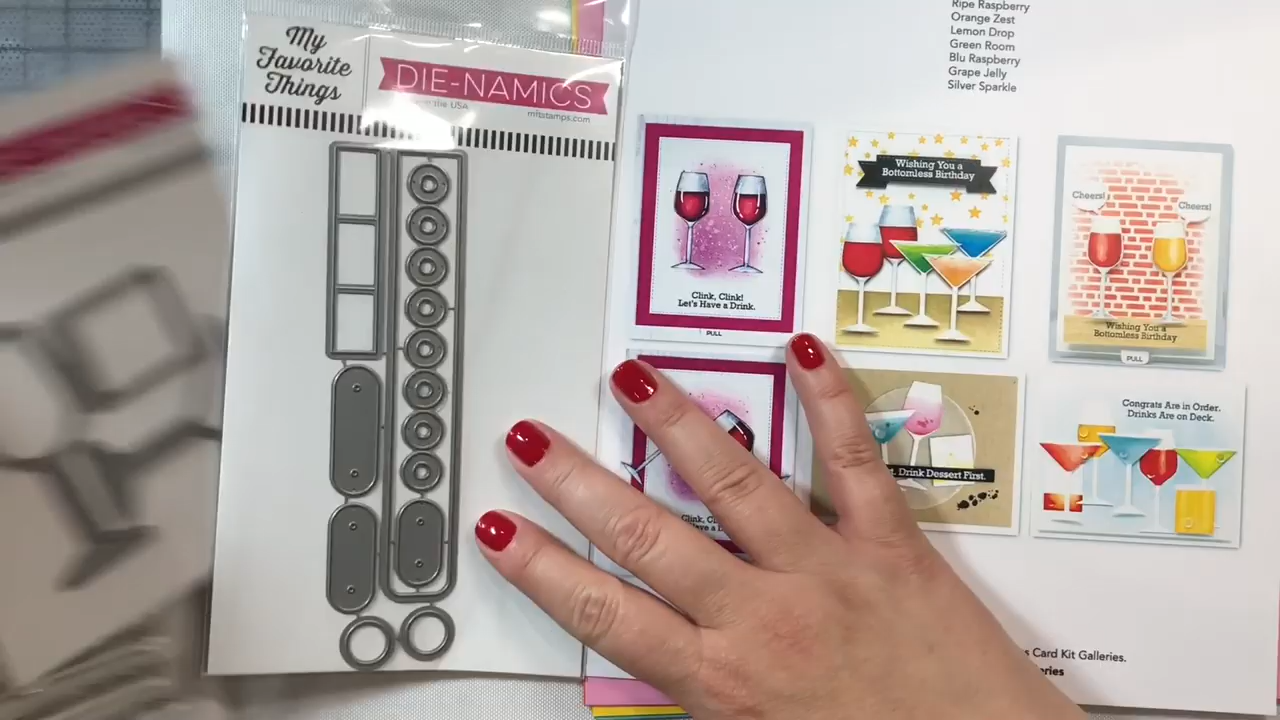 My
Favorite
Things
DIE-NAMICS
the USA
mftstamps.com
Ripe Raspberry
Orange Zest
Lemon Drop
Green Room
Blu Raspberry
Grape Jelly
Silver Sparkle
Clink, Clink!
Let's Have a Drink.
PULL
Wishing You a
Bottomless Birthday
Cheers!
Cheers!
Wishing You a
Bottomless Birthday
PULL
Drink Dessert First.
Congrats Are in Order.
Drinks Are on Deck.
Card Kit Galleries.